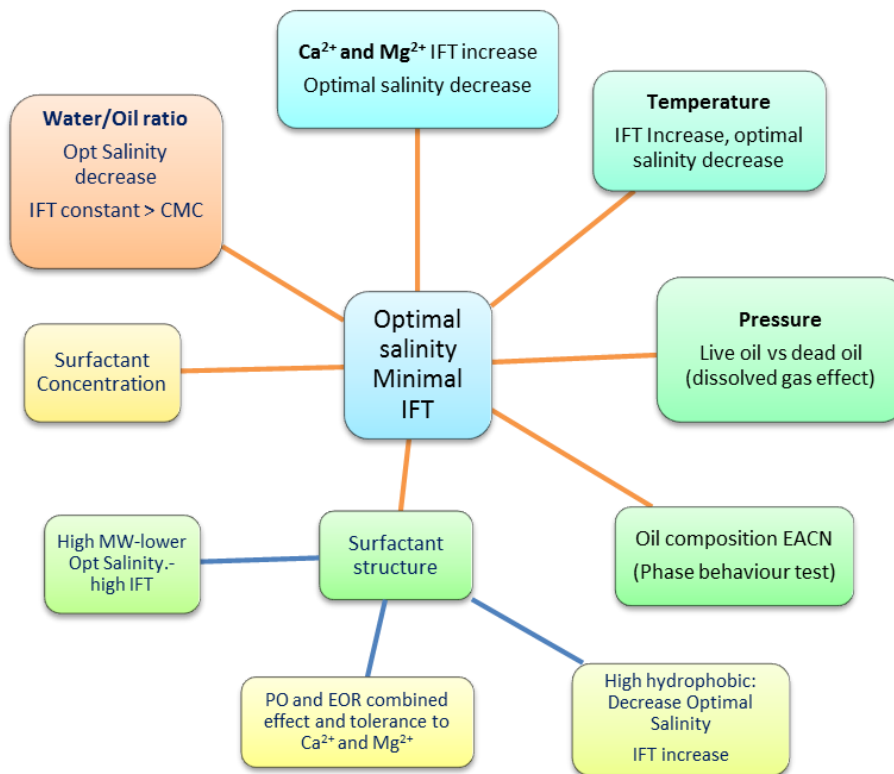 Ca²⁺ and Mg²⁺ IFT increase
Optimal salinity decrease
Temperature
IFT Increase, optimal
salinity decrease
Water/Oil ratio
Opt Salinity
decrease
IFT constant > CMC
Optimal
salinity
Minimal
IFT
Pressure
Live oil vs dead oil
(dissolved gas effect)
Surfactant
Concentration
Surfactant
structure
Oil composition EACN
(Phase behaviour test)
High MW-lower
Opt Salinity.-
high IFT
PO and EOR combined
effect and tolerance to
Ca²⁺ and Mg²⁺
High hydrophobic:
Decrease Optimal
Salinity
IFT increase